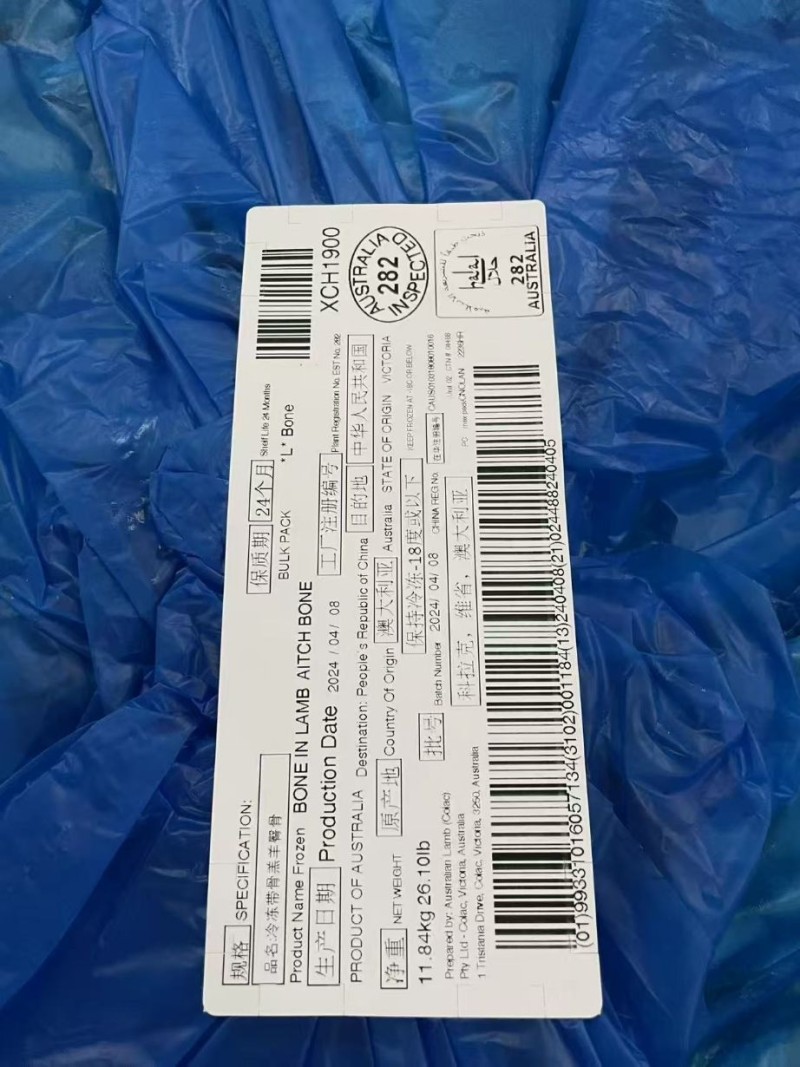 规格 SPECIFICATION:
保质期 24个月 Shelf Life 24 Months
XCH1900
品名:冷冻带骨羔羊臀骨
BULK PACK *L* Bone
Product Name Frozen BONE IN LAMB AITCH BONE
生产日期 Production Date 2024 / 04/ 08 工厂注册编号 Plant Registration No. EST No. 282
PRODUCT OF AUSTRALIA Destination: People's Republic of China 目的地 中华人民共和国
原产地 Country Of Origin 澳大利亚 Australia STATE OF ORIGIN VICTORIA
净重 NET WEIGHT 保持冷冻-18度或以下 KEEP FROZEN AT -18C OR BELOW
11.84kg 26.10lb 批号 Batch Number 2024/ 04/ 08 CHINA REG No. 在华注册编号
Prepared by: Australian Lamb (Colac)
Pty Ltd - Colac, Victoria, Australia
科拉克，维省，澳大利亚
1 Tristania Drive, Colac, Victoria, 3250, Australia
(01)99331016057134(3102)001184(13)240408(21)024488240405
AUSTRALIA
282
INSPECTED
halal
حلال
282
AUSTRALIA